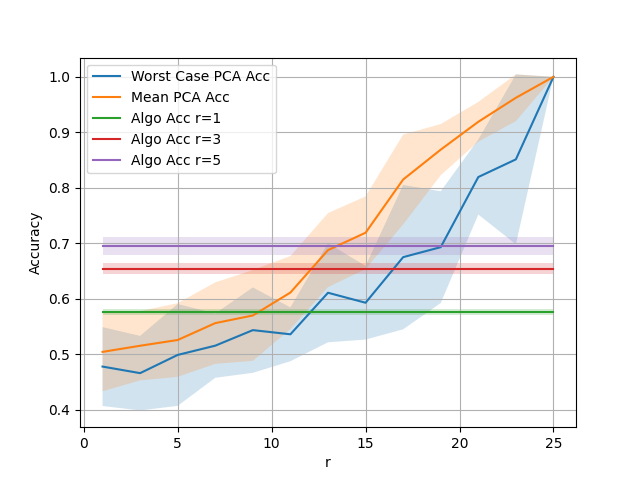 Worst Case PCA Acc
Mean PCA Acc
Algo Acc r=1
Algo Acc r=3
Algo Acc r=5
Accuracy
1.0
0.9
0.8
0.7
0.6
0.5
0.4
0 5 10 15 20 25
r